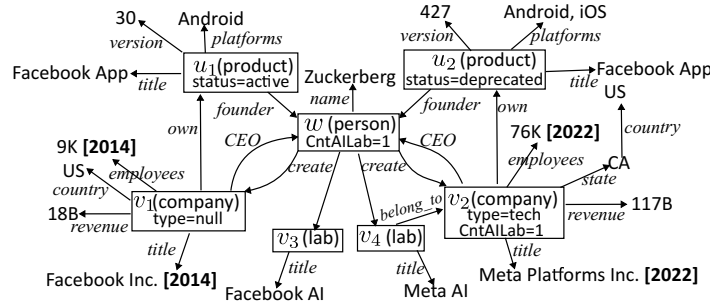 30
Android
427
Android, iOS
version
platforms
version
platforms
u1 (product)
status=active
u2 (product)
status=deprecated
Facebook App
title
Zuckerberg
title
Facebook App
founder
name
founder
US
own
w (person)
CntAILab=1
own
country
9K [2014]
CEO
CEO
76K [2022]
employees
create
create
employees
CA
US
country
state
v1 (company)
type=null
belong_to
v2 (company)
type=tech
CntAILab=1
18B
revenue
revenue
117B
v3 (lab)
v4 (lab)
title
title
title
title
Facebook Inc. [2014]
Facebook AI
Meta AI
Meta Platforms Inc. [2022]